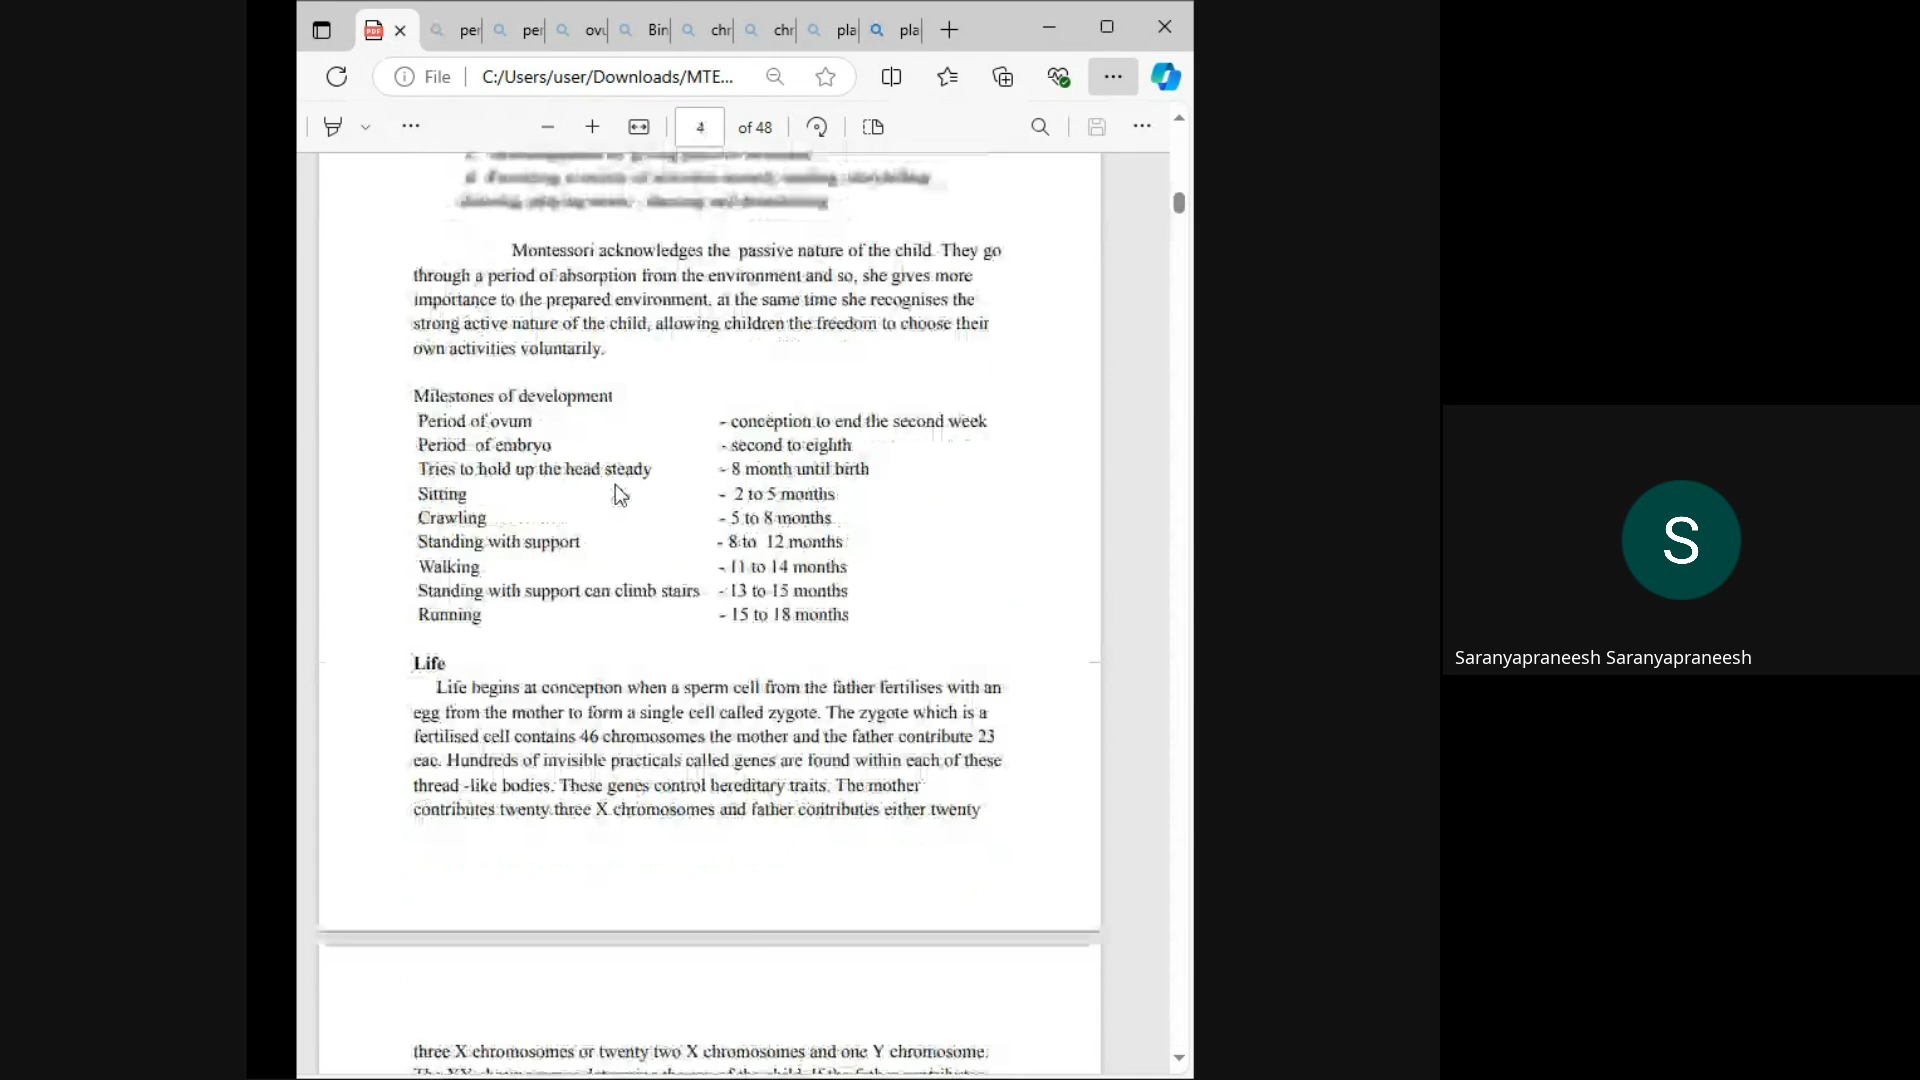 per
per
ovu
Bin
chr
chr
pla
pla
File
C:/Users/user/Downloads/MTE...
4 of 48
Montessori acknowledges the passive nature of the child. They go
through a period of absorption from the environment and so, she gives more
importance to the prepared environment. at the same time she recognises the
strong active nature of the child, allowing children the freedom to choose their
own activities voluntarily.
Milestones of development
Period of ovum - conception to end the second week
Period of embryo - second to eighth
Tries to hold up the head steady - 8 month until birth
Sitting - 2 to 5 months
Crawling - 5 to 8 months
Standing with support - 8 to 12 months
Walking - 11 to 14 months
Standing with support can climb stairs - 13 to 15 months
Running - 15 to 18 months
Life
Life begins at conception when a sperm cell from the father fertilises with an
egg from the mother to form a single cell called zygote. The zygote which is a
fertilised cell contains 46 chromosomes the mother and the father contribute 23
eac. Hundreds of invisible practicals called genes are found within each of these
thread -like bodies. These genes control hereditary traits. The mother
contributes twenty three X chromosomes and father contributes either twenty
three X chromosomes or twenty two X chromosomes and one Y chromosome.
S
Saranyapraneesh Saranyapraneesh